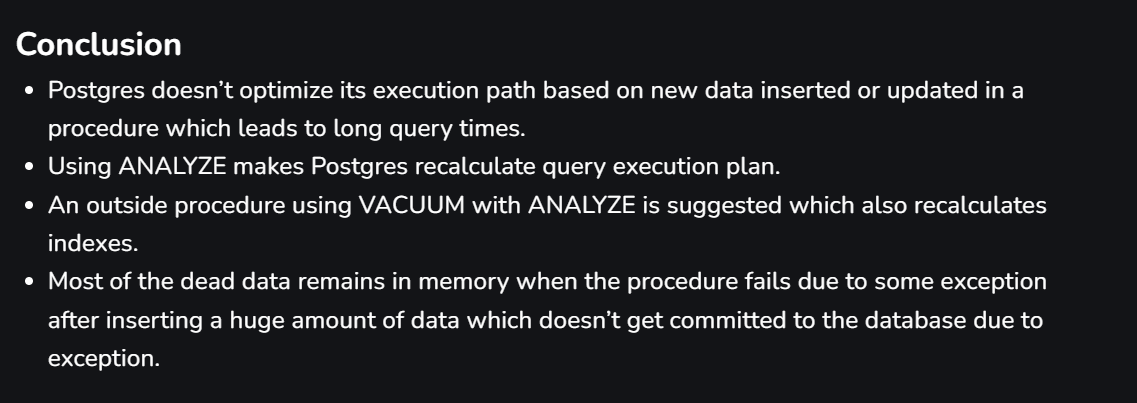 Conclusion
• Postgres doesn’t optimize its execution path based on new data inserted or updated in a
procedure which leads to long query times.
• Using ANALYZE makes Postgres recalculate query execution plan.
• An outside procedure using VACUUM with ANALYZE is suggested which also recalculates
indexes.
• Most of the dead data remains in memory when the procedure fails due to some exception
after inserting a huge amount of data which doesn’t get committed to the database due to
exception.